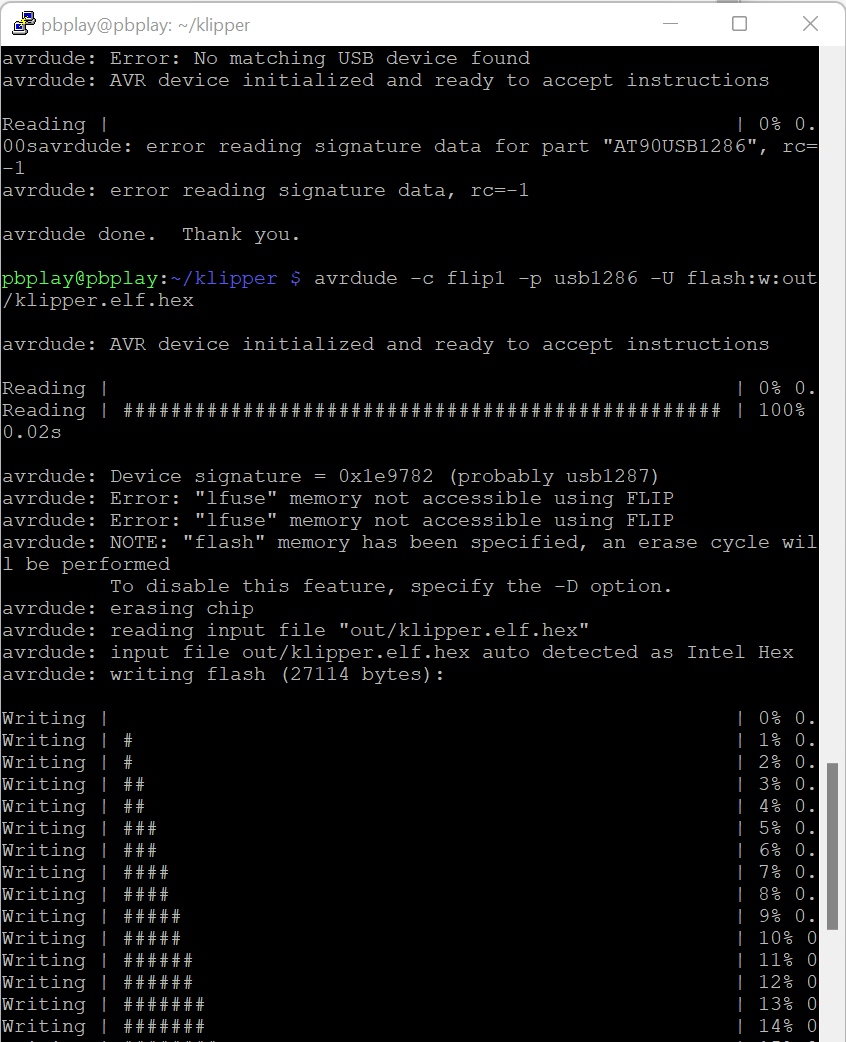 pbplay@pbplay: ~/klipper
avrdude: Error: No matching USB device found
avrdude: AVR device initialized and ready to accept instructions
Reading | | 0% 0.
00savrdude: error reading signature data for part "AT90USB1286", rc=
-1
avrdude: error reading signature data, rc=-1
avrdude done.  Thank you.
pbplay@pbplay:~/klipper $ avrdude -c flip1 -p usb1286 -U flash:w:out
/klipper.elf.hex
avrdude: AVR device initialized and ready to accept instructions
Reading | | 0% 0.
Reading | ################################################## | 100%
0.02s
avrdude: Device signature = 0x1e9782 (probably usb1287)
avrdude: Error: "lfuse" memory not accessible using FLIP
avrdude: Error: "lfuse" memory not accessible using FLIP
avrdude: NOTE: "flash" memory has been specified, an erase cycle wil
l be performed
To disable this feature, specify the -D option.
avrdude: erasing chip
avrdude: reading input file "out/klipper.elf.hex"
avrdude: input file out/klipper.elf.hex auto detected as Intel Hex
avrdude: writing flash (27114 bytes):
Writing | | 0% 0.
Writing | # | 1% 0.
Writing | # | 2% 0.
Writing | ## | 3% 0.
Writing | ## | 4% 0.
Writing | ### | 5% 0.
Writing | ### | 6% 0.
Writing | #### | 7% 0.
Writing | #### | 8% 0.
Writing | ##### | 9% 0.
Writing | ##### | 10% 0
Writing | ###### | 11% 0
Writing | ###### | 12% 0
Writing | ####### | 13% 0
Writing | ####### | 14% 0